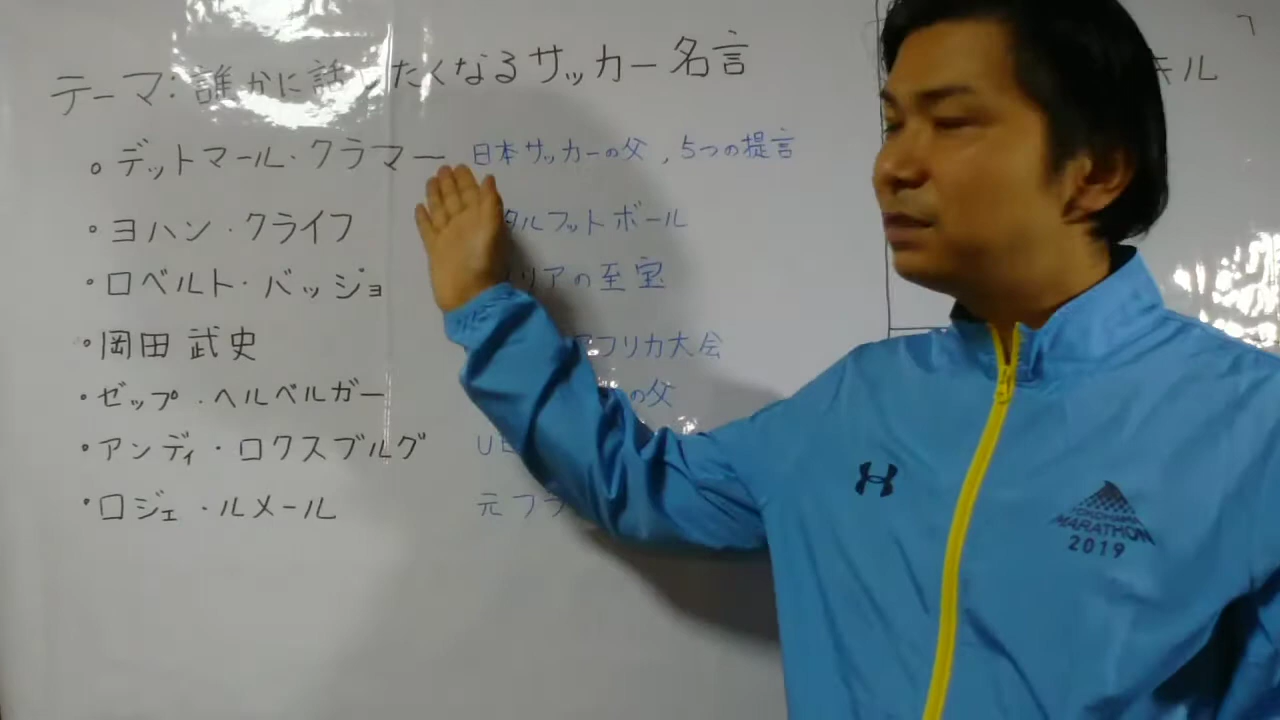 テーマ:誰かに話したくなるサッカー名言
。デットマール・クラマー 日本サッカーの父，5つの提言
・ヨハン・クライフ タルフットボール
・ロベルト・バッジョ リアの至宝
・岡田 武史 アフリカ大会
・ゼップ・ヘルベルガー の父
・アンディ・ロクスブルグ UE
・ロジェ・ルメール 元フラ
キル
MARATHON
2019